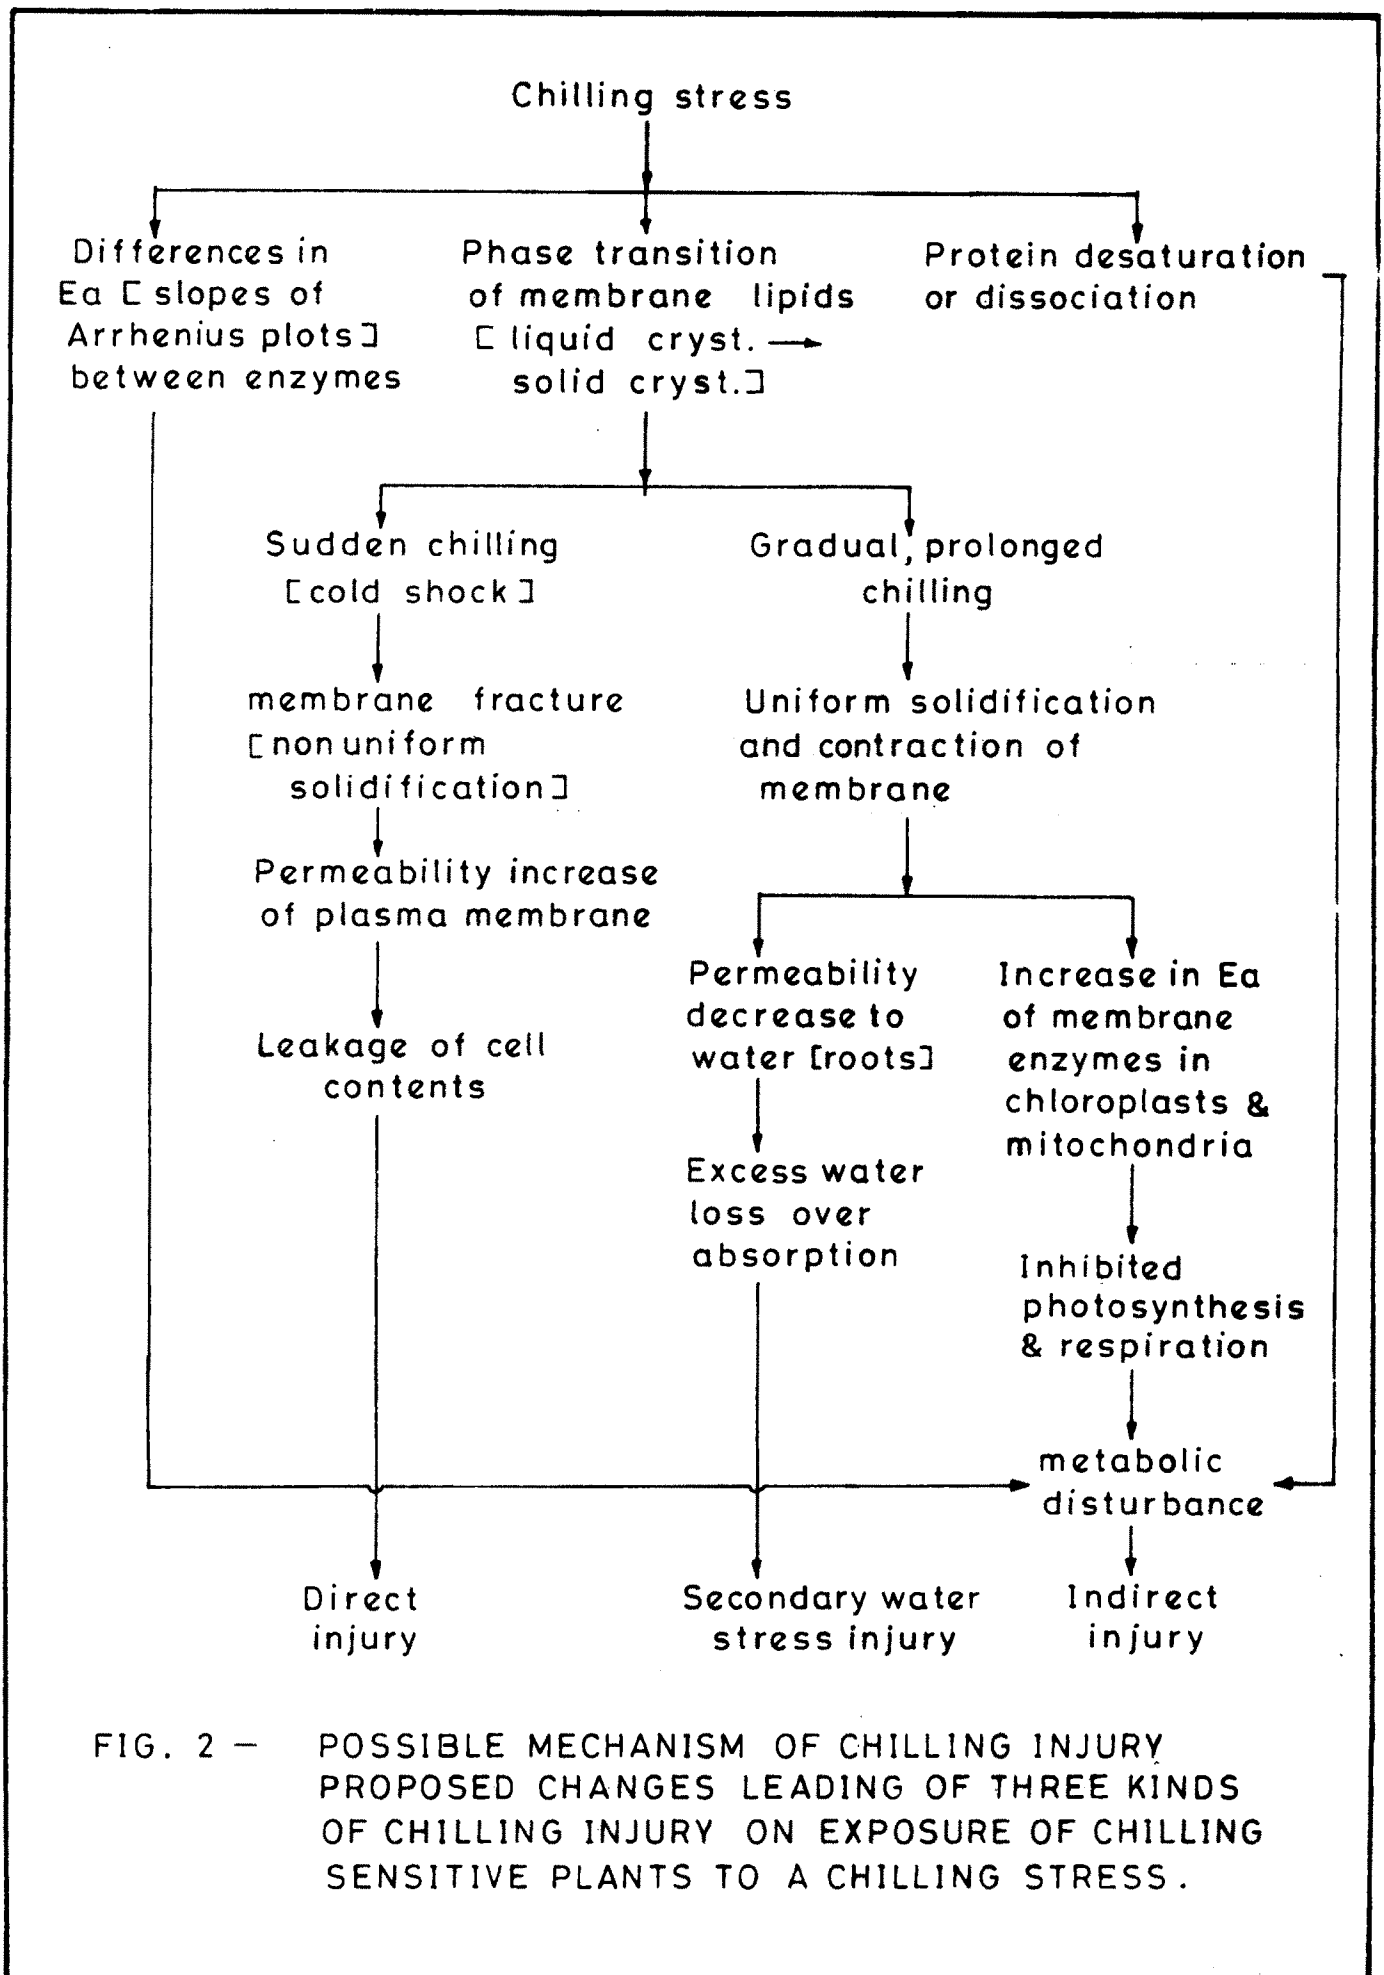 Chilling stress
Differences in
Ea [slopes of
Arrhenius plots]
between enzymes
Phase transition
of membrane lipids
[liquid cryst. →
solid cryst.]
Protein desaturation
or dissociation
Sudden chilling
[cold shock]
Gradual, prolonged
chilling
membrane fracture
[nonuniform
solidification]
Uniform solidification
and contraction of
membrane
Permeability increase
of plasma membrane
Leakage of cell
contents
Permeability
decrease to
water [roots]
Increase in Ea
of membrane
enzymes in
chloroplasts &
mitochondria
Excess water
loss over
absorption
Inhibited
photosynthesis
& respiration
metabolic
disturbance
Direct
injury
Secondary water
stress injury
Indirect
injury
FIG. 2 — POSSIBLE MECHANISM OF CHILLING INJURY
PROPOSED CHANGES LEADING OF THREE KINDS
OF CHILLING INJURY ON EXPOSURE OF CHILLING
SENSITIVE PLANTS TO A CHILLING STRESS.